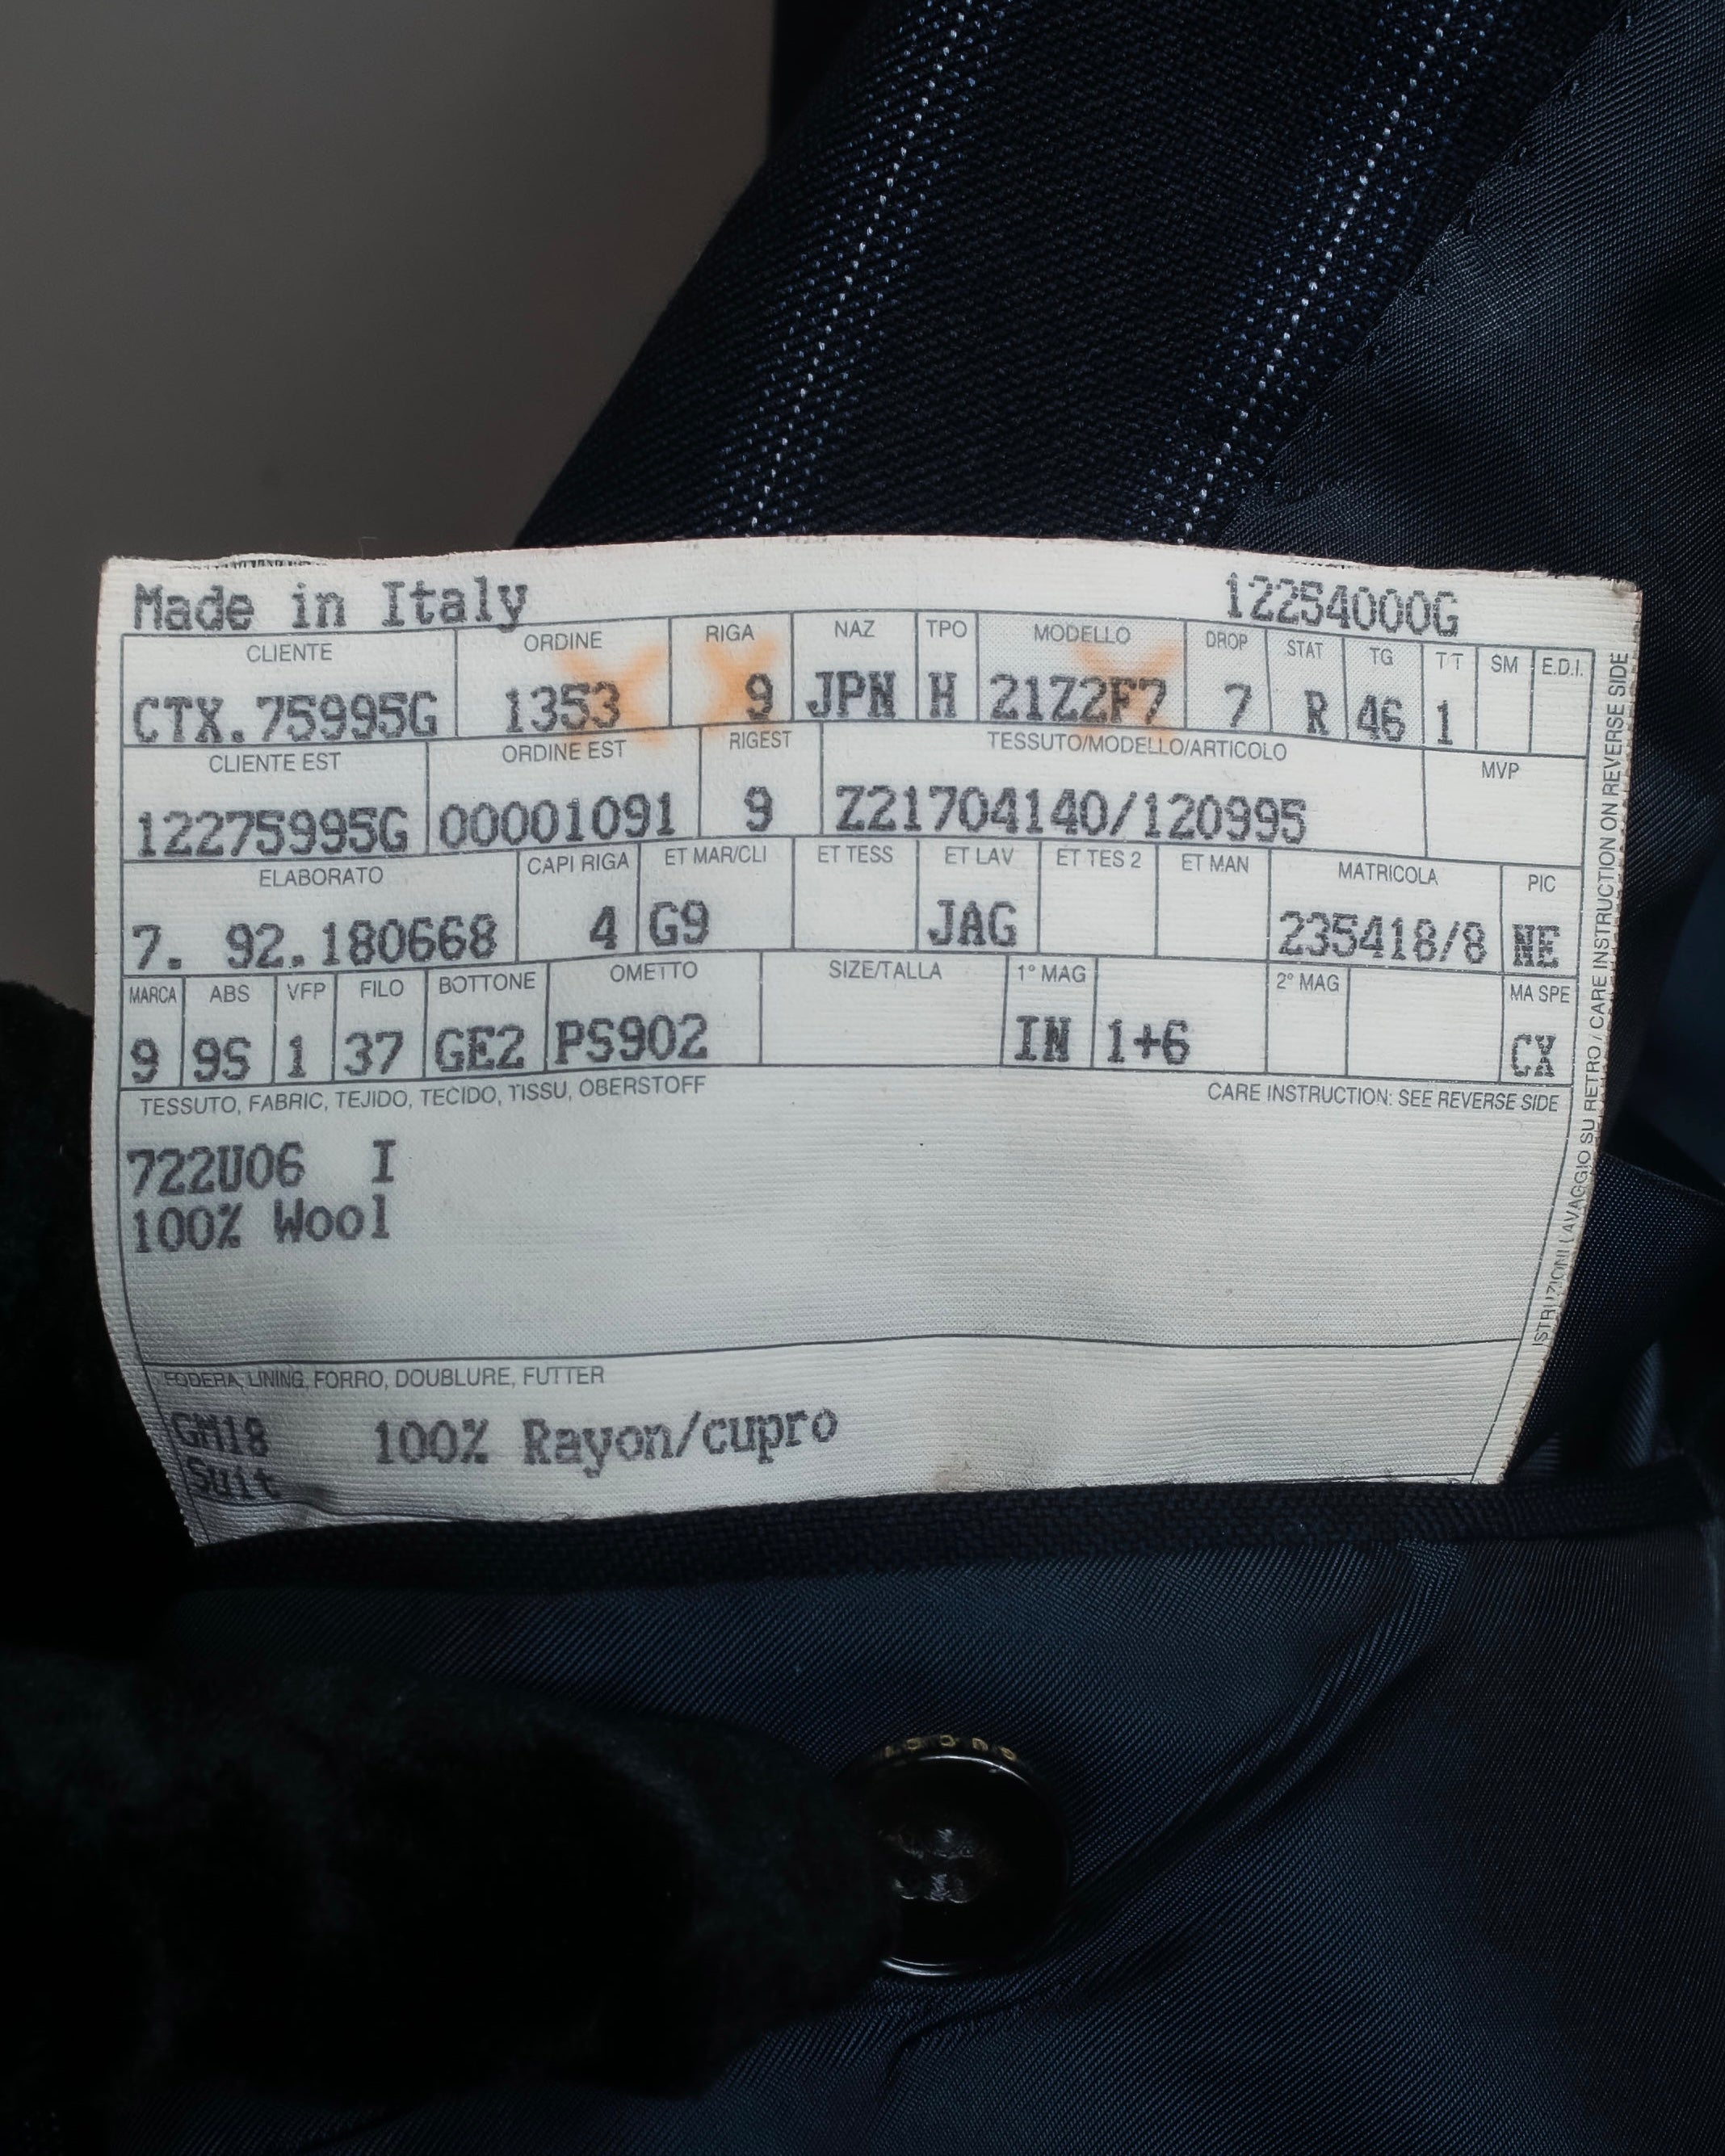 Made in Italy 12254000G
CLIENTE ORDINE RIGA NAZ TPO MODELLO DROP STAT TG TT SM E.D.I.
CTX.75995G 1353 9 JPN H 21Z2F7 7 R 46 1
CLIENTE EST ORDINE EST RIGEST TESSUTO/MODELLO/ARTICOLO MVP
12275995G 00001091 9 Z21704140/120995
ELABORATO CAPI RIGA ET MAR/CLI ET TESS ET LAV ET TES 2 ET MAN MATRICOLA PIC
7. 92.180668 4 G9 JAG 235418/8 NE
MARCA ABS VFP FILO BOTTONE OMETTO SIZE/TALLA 1° MAG 2° MAG MA SPE
9 9S 1 37 GE2 PS902 IN 1+6 CX
TESSUTO, FABRIC, TEJIDO, TECIDO, TISSU, OBERSTOFF CARE INSTRUCTION: SEE REVERSE SIDE
722U06 I
100% Wool
FODERA, LINING, FORRO, DOUBLURE, FUTTER
GM18 100% Rayon/cupro
Suit
ISTRUZIONI LAVAGGIO SU RETRO / CARE INSTRUCTION ON REVERSE SIDE